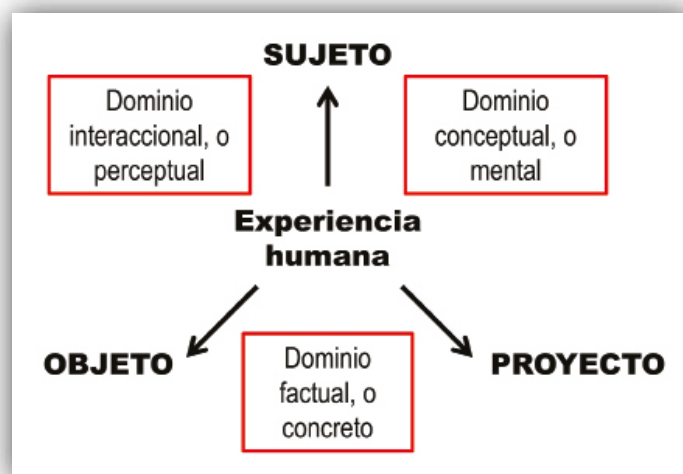 SUJETO
Dominio
interaccional, o
perceptual
Dominio
conceptual, o
mental
Experiencia
humana
OBJETO
Dominio
factual, o
concreto
PROYECTO